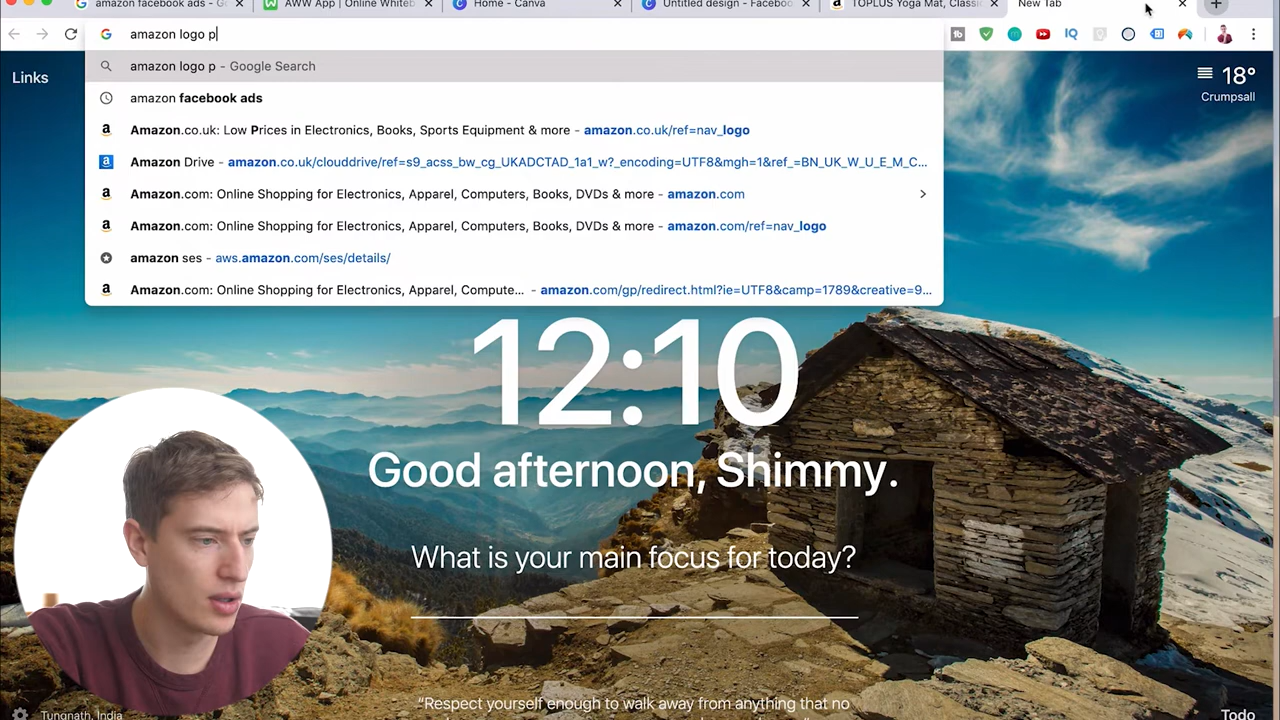 amazon facebook ads - G
AWW App | Online Whiteb
Home - Canva
Untitled design - Facebo
TOPLUS Yoga Mat, Classi
New Tab
amazon logo p
amazon logo p - Google Search
amazon facebook ads
Amazon.co.uk: Low Prices in Electronics, Books, Sports Equipment & more - amazon.co.uk/ref=nav_logo
Amazon Drive - amazon.co.uk/clouddrive/ref=s9_acss_bw_cg_UKADCTAD_1a1_w?_encoding=UTF8&mgh=1&ref_=BN_UK_W_U_E_M_C...
Amazon.com: Online Shopping for Electronics, Apparel, Computers, Books, DVDs & more - amazon.com
Amazon.com: Online Shopping for Electronics, Apparel, Computers, Books, DVDs & more - amazon.com/ref=nav_logo
amazon ses - aws.amazon.com/ses/details/
Amazon.com: Online Shopping for Electronics, Apparel, Compute... - amazon.com/gp/redirect.html?ie=UTF8&camp=1789&creative=9...
Links
18°
Crumpsall
12:10
Good afternoon, Shimmy.
What is your main focus for today?
"Respect yourself enough to walk away from anything that no
Tungnath, India
Todo